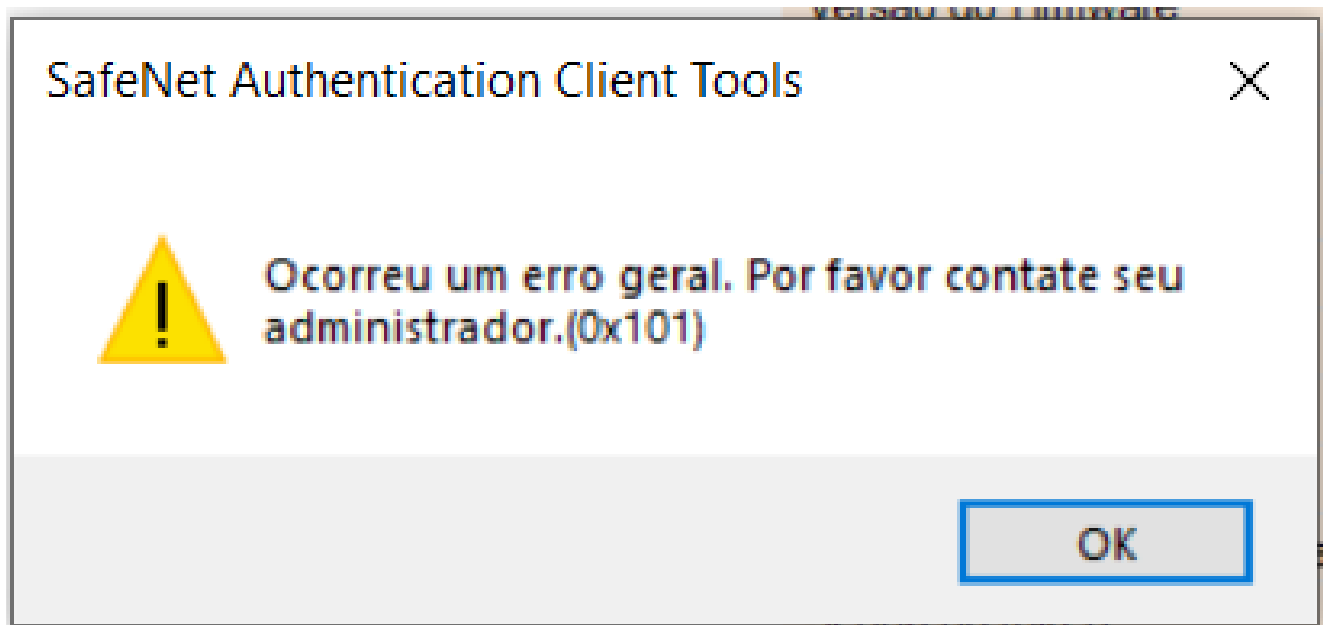 SafeNet Authentication Client Tools
Ocorreu um erro geral. Por favor contate seu
administrador.(0x101)
OK